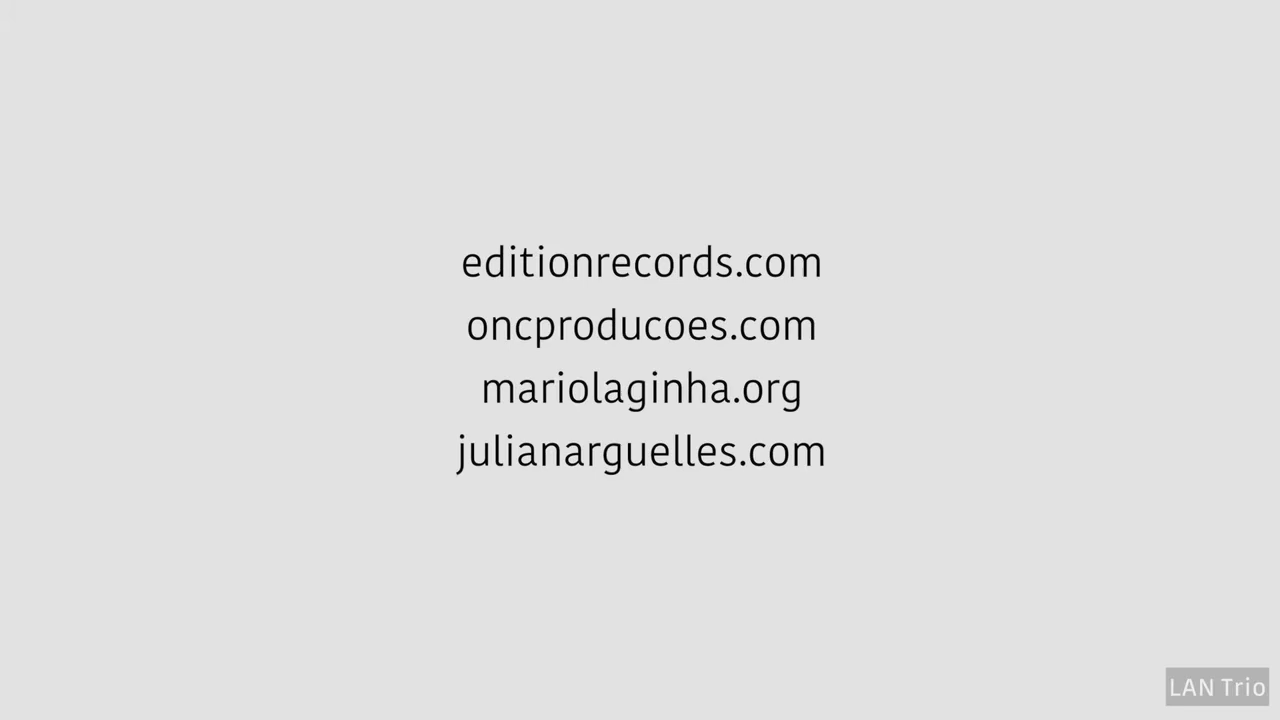 editionrecords.com
oncproducoes.com
mariolaginha.org
julianarguelles.com
LAN Trio